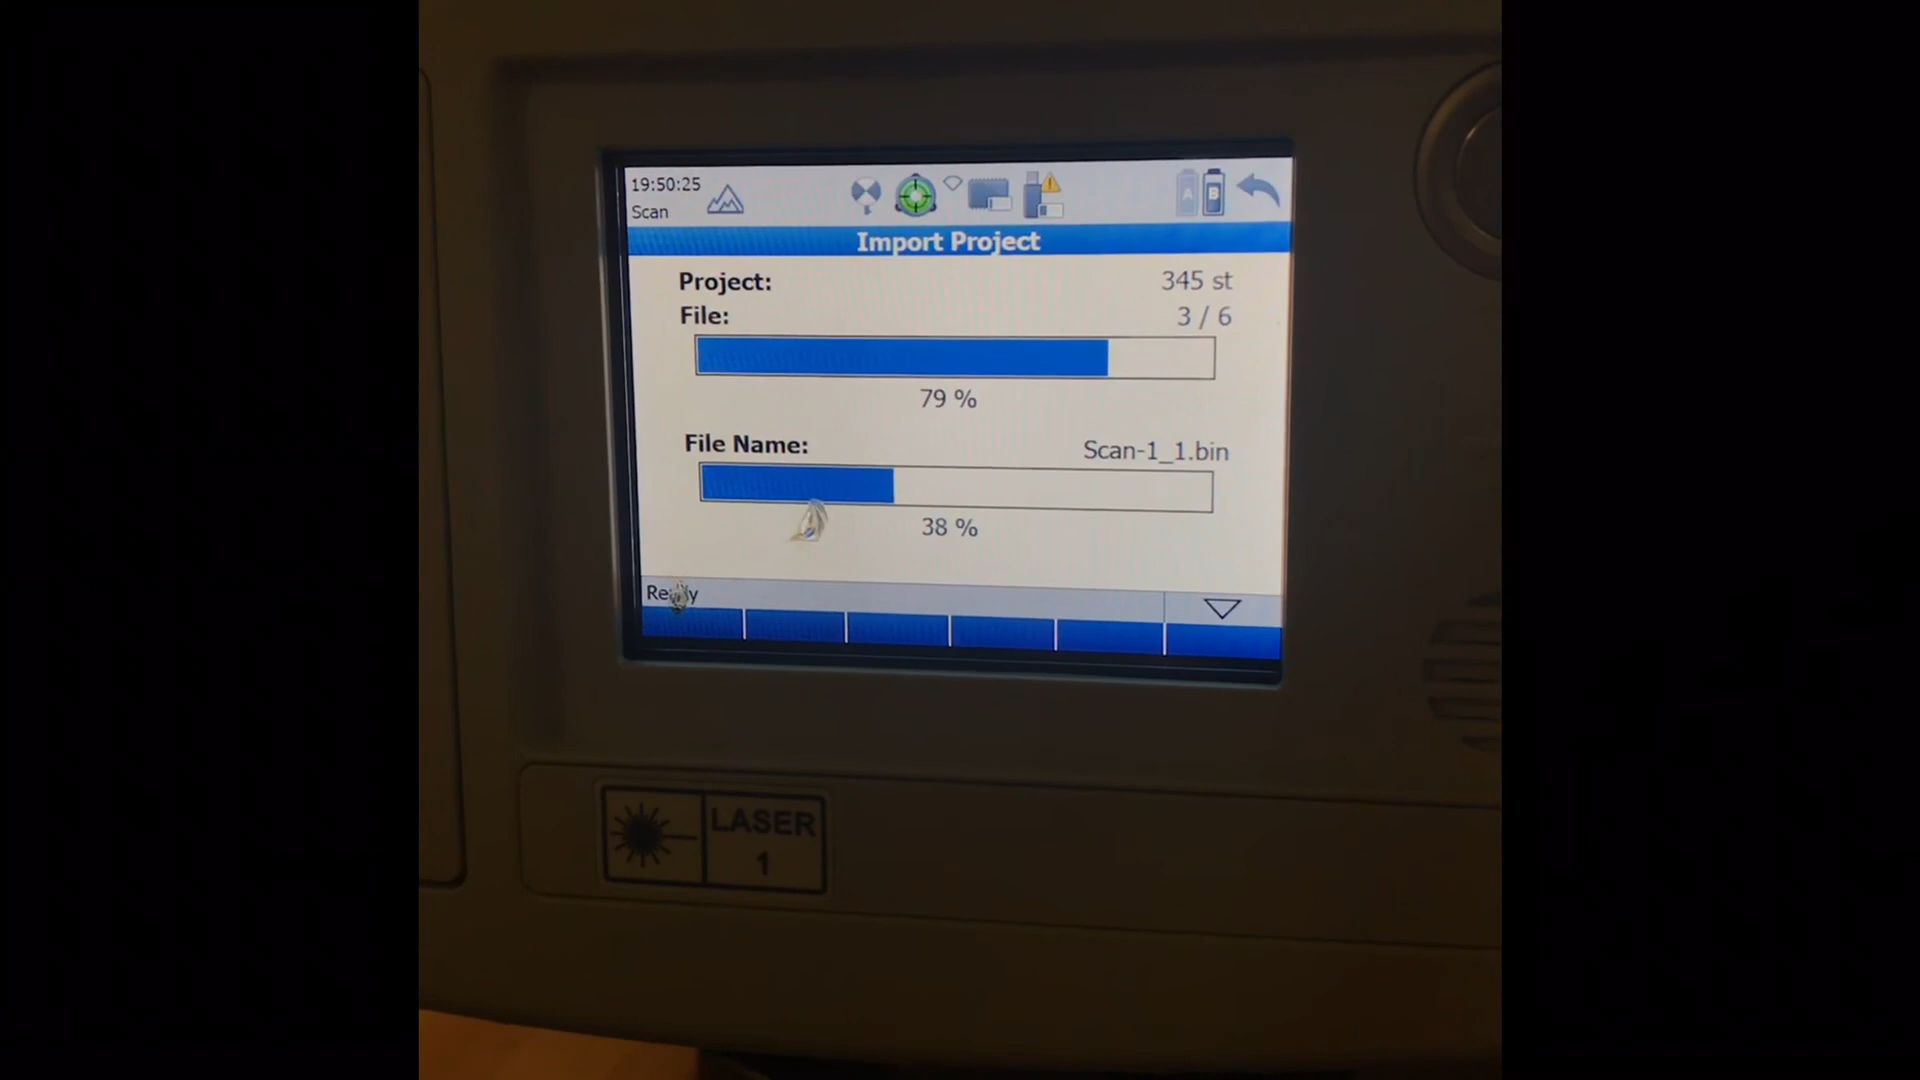 19:50:25
Scan
A
B
Import Project
Project: 345 st
File: 3 / 6
79 %
File Name: Scan-1_1.bin
38 %
Ready
LASER
1